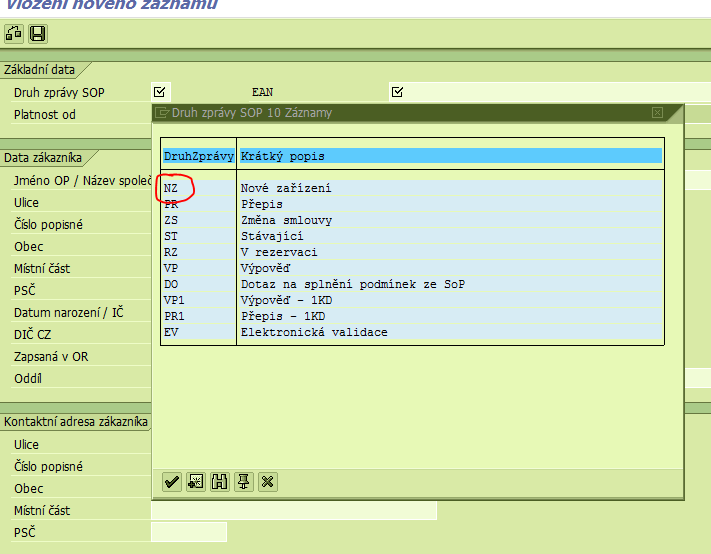 Vložení nového záznamu
Základní data
Druh zprávy SOP EAN
Platnost od
Druh zprávy SOP 10 Záznamy
DruhZprávy Krátký popis
NZ Nové zařízení
PR Přepis
ZS Změna smlouvy
ST Stávající
RZ V rezervaci
VP Výpověď
DO Dotaz na splnění podmínek ze SoP
VP1 Výpověď - 1KD
PR1 Přepis - 1KD
EV Elektronická validace
Data zákazníka
Jméno OP / Název společ
Ulice
Číslo popisné
Obec
Místní část
PSČ
Datum narození / IČ
DIČ CZ
Zapsaná v OR
Oddíl
Kontaktní adresa zákazníka
Ulice
Číslo popisné
Obec
Místní část
PSČ